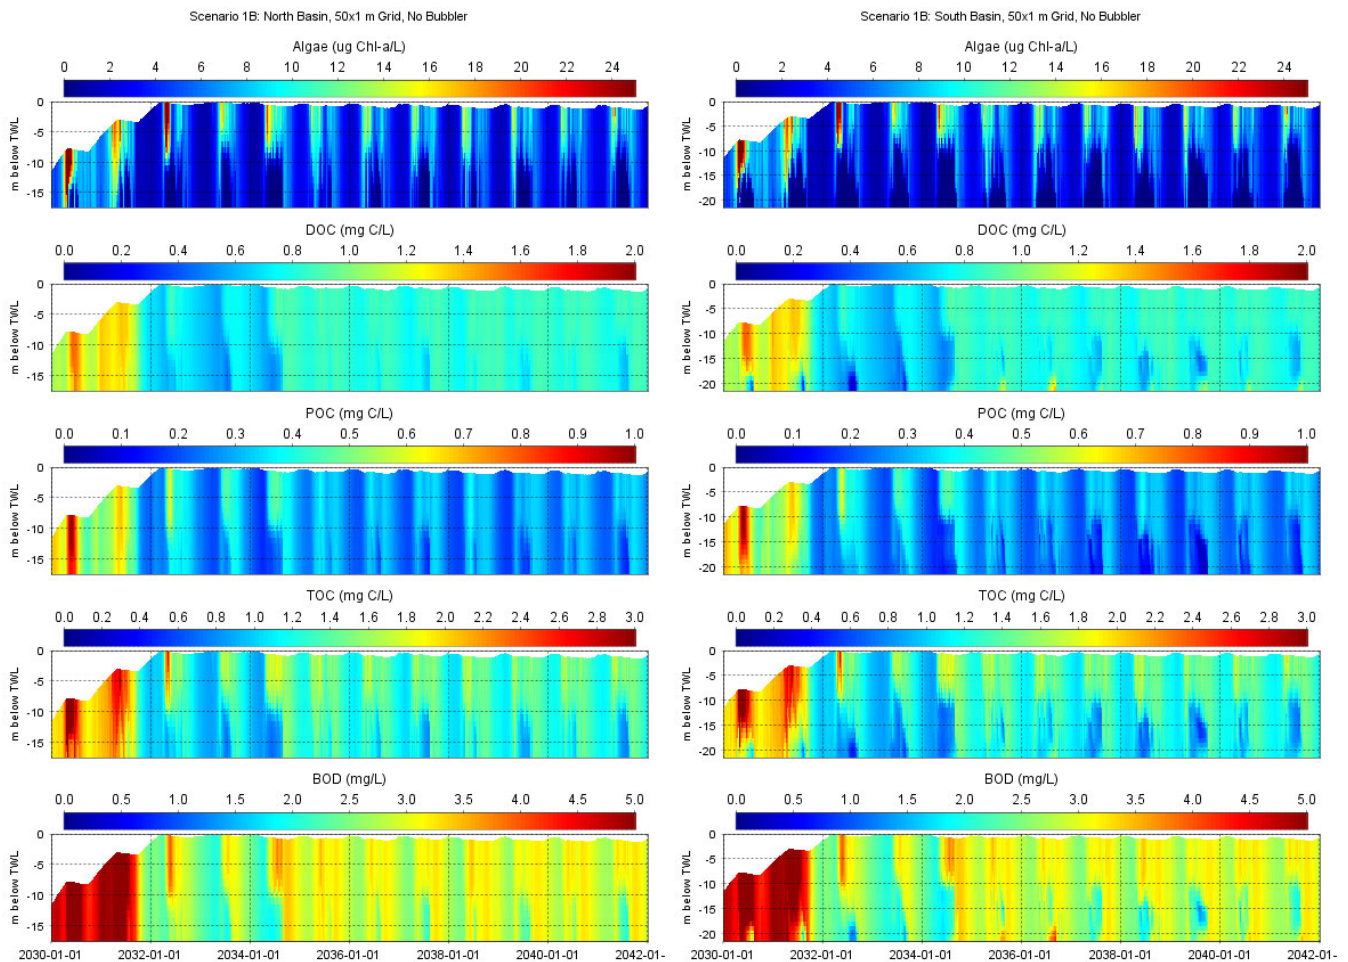 Scenario 1B: North Basin, 50x1 m Grid, No Bubbler
Algae (ug Chl-a/L)
0 2 4 6 8 10 12 14 16 18 20 22 24
m below TWL
0
-5
-10
-15
DOC (mg C/L)
0.0 0.2 0.4 0.6 0.8 1.0 1.2 1.4 1.6 1.8 2.0
m below TWL
0
-5
-10
-15
POC (mg C/L)
0.0 0.1 0.2 0.3 0.4 0.5 0.6 0.7 0.8 0.9 1.0
m below TWL
0
-5
-10
-15
TOC (mg C/L)
0.0 0.2 0.4 0.6 0.8 1.0 1.2 1.4 1.6 1.8 2.0 2.2 2.4 2.6 2.8 3.0
m below TWL
0
-5
-10
-15
BOD (mg/L)
0.0 0.5 1.0 1.5 2.0 2.5 3.0 3.5 4.0 4.5 5.0
m below TWL
0
-5
-10
-15
2030-01-01 2032-01-01 2034-01-01 2036-01-01 2038-01-01 2040-01-01 2042-01-
Scenario 1B: South Basin, 50x1 m Grid, No Bubbler
Algae (ug Chl-a/L)
0 2 4 6 8 10 12 14 16 18 20 22 24
m below TWL
0
-5
-10
-15
-20
DOC (mg C/L)
0.0 0.2 0.4 0.6 0.8 1.0 1.2 1.4 1.6 1.8 2.0
m below TWL
0
-5
-10
-15
-20
POC (mg C/L)
0.0 0.1 0.2 0.3 0.4 0.5 0.6 0.7 0.8 0.9 1.0
m below TWL
0
-5
-10
-15
-20
TOC (mg C/L)
0.0 0.2 0.4 0.6 0.8 1.0 1.2 1.4 1.6 1.8 2.0 2.2 2.4 2.6 2.8 3.0
m below TWL
0
-5
-10
-15
-20
BOD (mg/L)
0.0 0.5 1.0 1.5 2.0 2.5 3.0 3.5 4.0 4.5 5.0
m below TWL
0
-5
-10
-15
-20
2030-01-01 2032-01-01 2034-01-01 2036-01-01 2038-01-01 2040-01-01 2042-01-